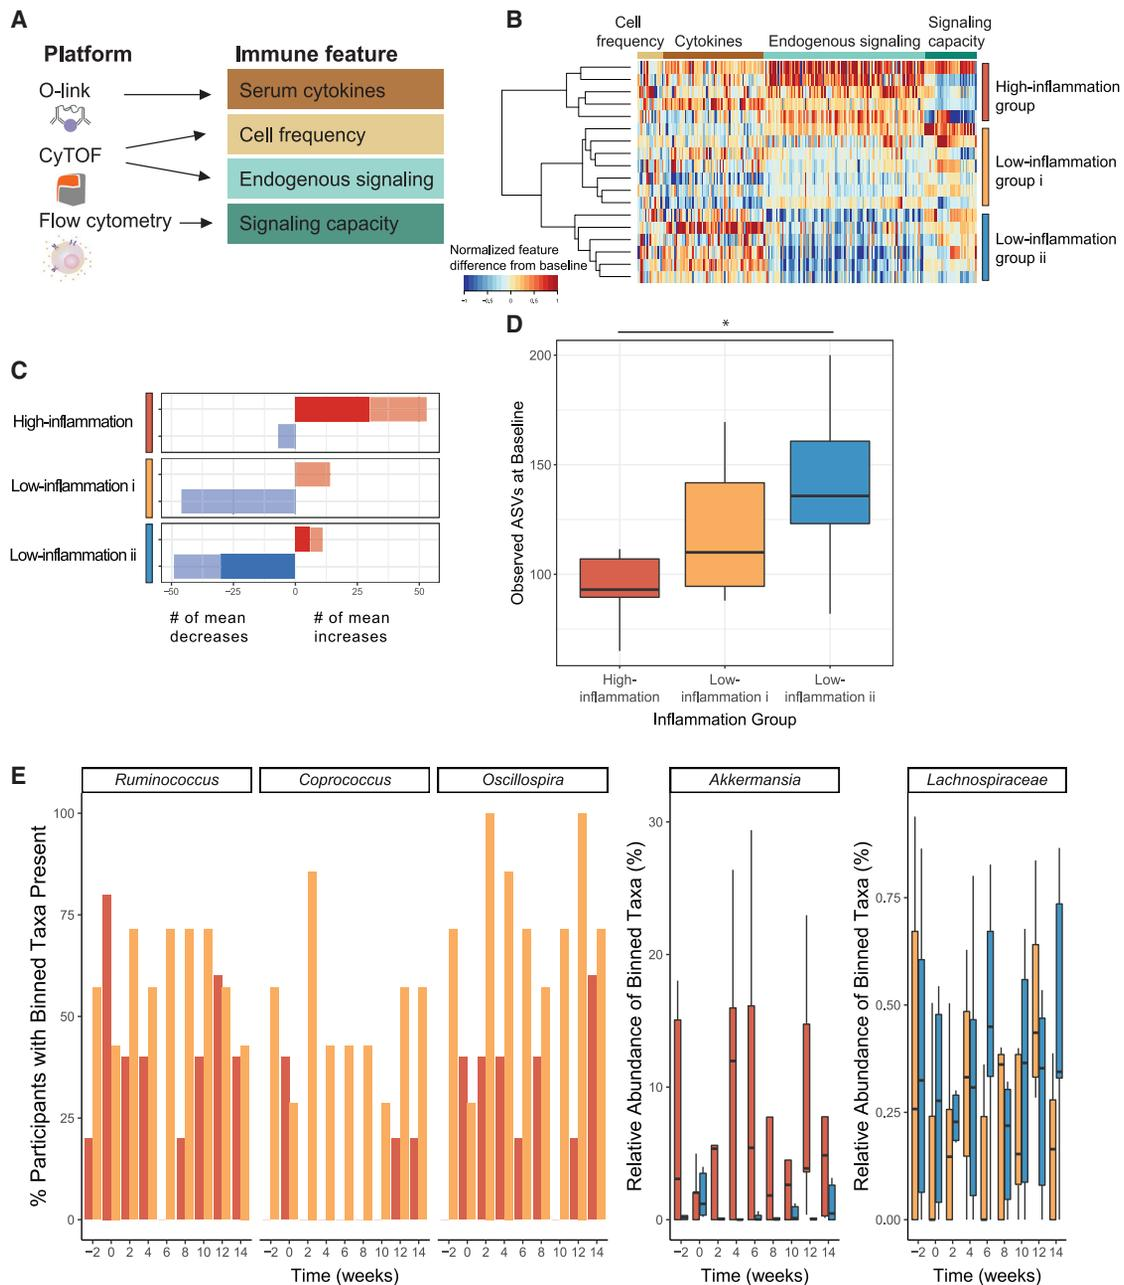 A
Platform
Immune feature
O-link
Serum cytokines
Cell frequency
CyTOF
Endogenous signaling
Flow cytometry
Signaling capacity
B
Cell
frequency
Cytokines
Endogenous signaling
Signaling
capacity
High-inflammation
group
Low-inflammation
group i
Low-inflammation
group ii
Normalized feature
difference from baseline
-0.5
0
0.5
1
C
High-inflammation
Low-inflammation i
Low-inflammation ii
−50
−25
0
25
50
# of mean
decreases
# of mean
increases
D
*
200
150
100
Observed ASVs at Baseline
High-
inflammation
Low-
inflammation i
Low-
inflammation ii
Inflammation Group
E
Ruminococcus
Coprococcus
Oscillospira
Akkermansia
Lachnospiraceae
% Participants with Binned Taxa Present
100
75
50
25
0
−2 0 2 4 6 8 10 12 14
−2 0 2 4 6 8 10 12 14
−2 0 2 4 6 8 10 12 14
Time (weeks)
Relative Abundance of Binned Taxa (%)
30
20
10
0
−2 0 2 4 6 8 10 12 14
Time (weeks)
Relative Abundance of Binned Taxa (%)
0.75
0.50
0.25
0.00
−2 0 2 4 6 8 10 12 14
Time (weeks)